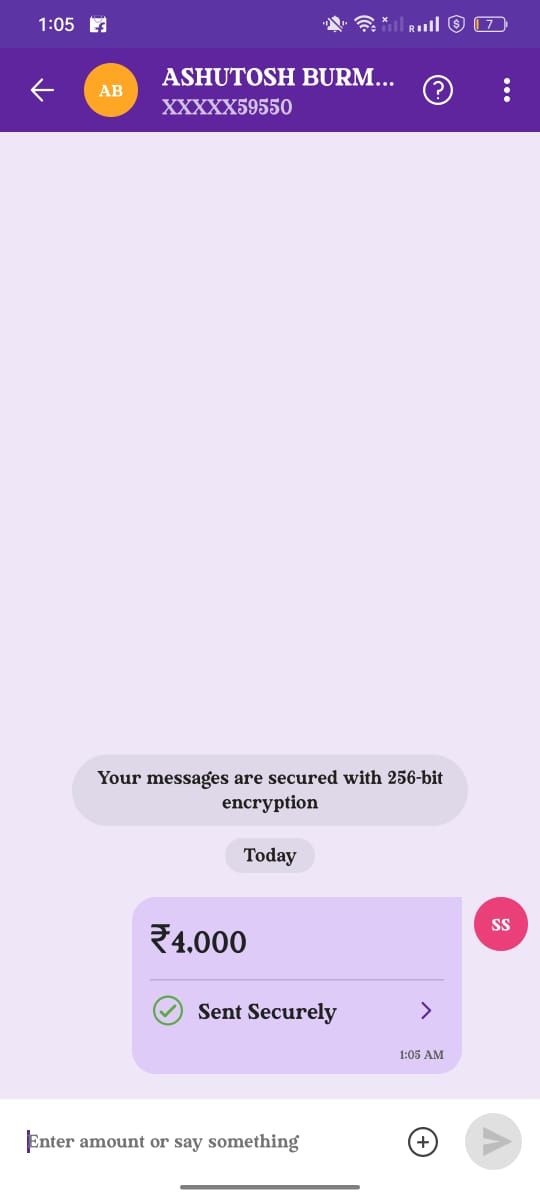 1:05
R
7
AB
ASHUTOSH BURM...
XXXXX59550
Your messages are secured with 256-bit
encryption
Today
₹4,000
SS
Sent Securely
1:05 AM
Enter amount or say something